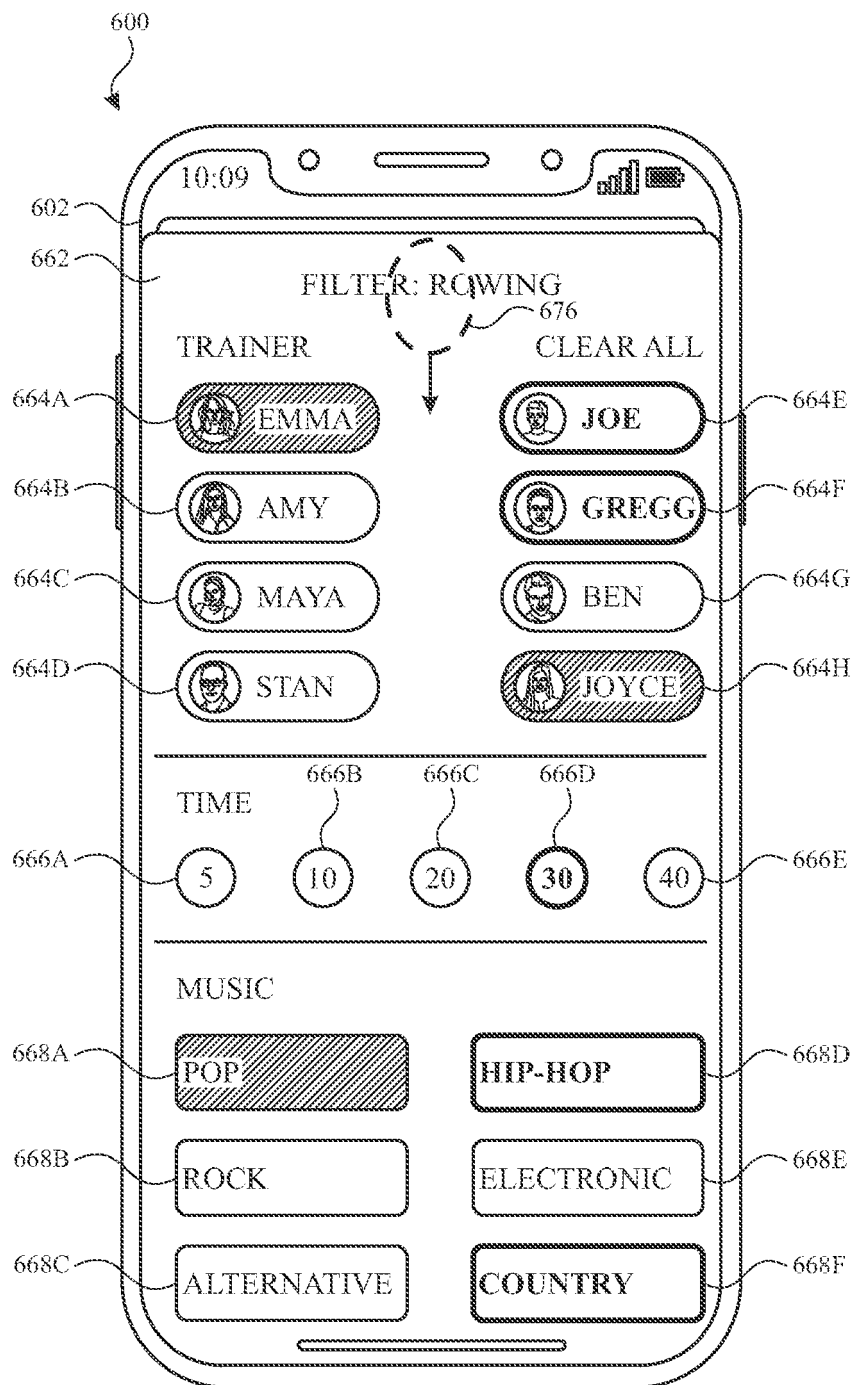 600
10:09
602
662
FILTER: ROWING
676
TRAINER CLEAR ALL
664A EMMA JOE 664E
664B AMY GREGG 664F
664C MAYA BEN 664G
664D STAN JOYCE 664H
666B 666C 666D
TIME
666A 5 10 20 30 40 666E
MUSIC
668A POP HIP-HOP 668D
668B ROCK ELECTRONIC 668E
668C ALTERNATIVE COUNTRY 668F